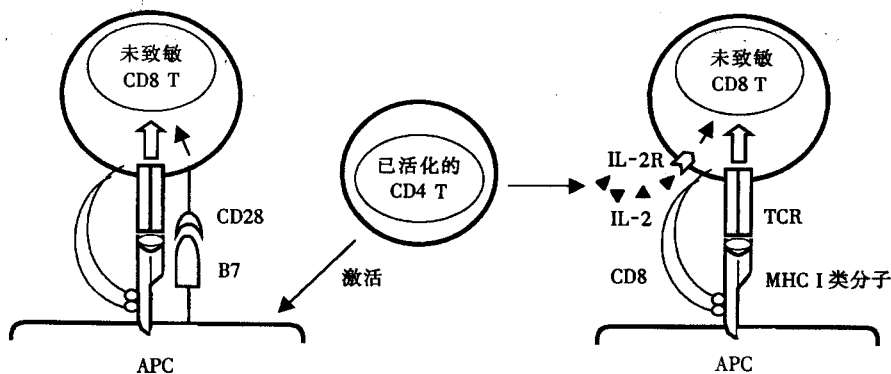 未致敏
CD8 T
CD28
B7
APC
已活化的
CD4 T
激活
未致敏
CD8 T
IL-2R
IL-2
TCR
CD8
MHC I 类分子
APC